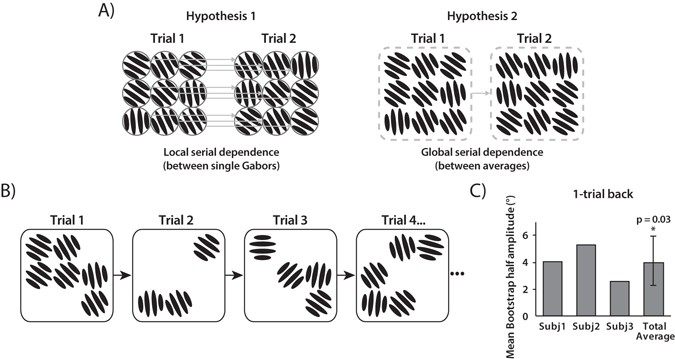 A)
Hypothesis 1
Hypothesis 2
Trial 1
Trial 2
Trial 1
Trial 2
Local serial dependence
(between single Gabors)
Global serial dependence
(between averages)
B)
Trial 1
Trial 2
Trial 3
Trial 4...
...
C)
1-trial back
p = 0.03
*
Mean Bootstrap half amplitude (°)
6
4
2
0
Subj1
Subj2
Subj3
Total
Average